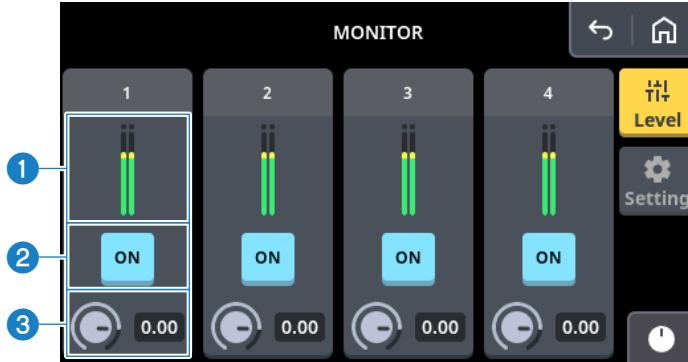 MONITOR
1 2 3 4
Level
1
Setting
2 ON ON ON ON
3 0.00 0.00 0.00 0.00